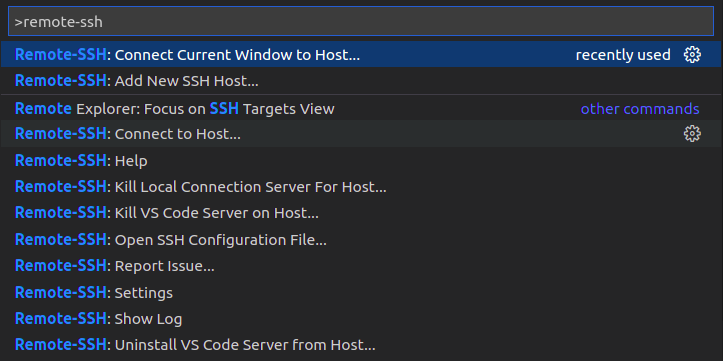 >remote-ssh
Remote-SSH: Connect Current Window to Host... recently used
Remote-SSH: Add New SSH Host...
Remote Explorer: Focus on SSH Targets View other commands
Remote-SSH: Connect to Host...
Remote-SSH: Help
Remote-SSH: Kill Local Connection Server For Host...
Remote-SSH: Kill VS Code Server on Host...
Remote-SSH: Open SSH Configuration File...
Remote-SSH: Report Issue...
Remote-SSH: Settings
Remote-SSH: Show Log
Remote-SSH: Uninstall VS Code Server from Host...